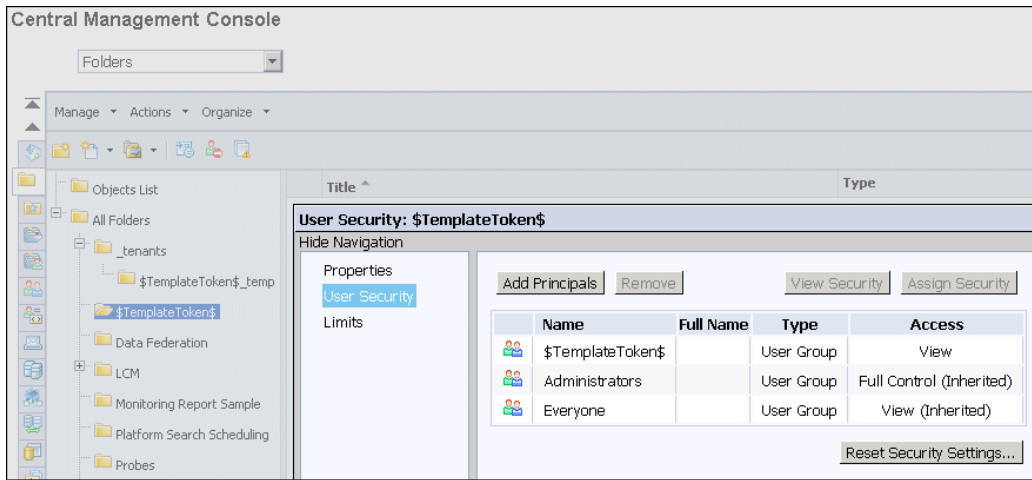 Central Management Console
Folders
Manage Actions Organize
Objects List
All Folders
_tenants
$TemplateToken$_temp
$TemplateToken$
Data Federation
LCM
Monitoring Report Sample
Platform Search Scheduling
Probes
Title Type
User Security: $TemplateToken$
Hide Navigation
Properties
User Security
Limits
Add Principals Remove View Security Assign Security
Name Full Name Type Access
$TemplateToken$ User Group View
Administrators User Group Full Control (Inherited)
Everyone User Group View (Inherited)
Reset Security Settings...